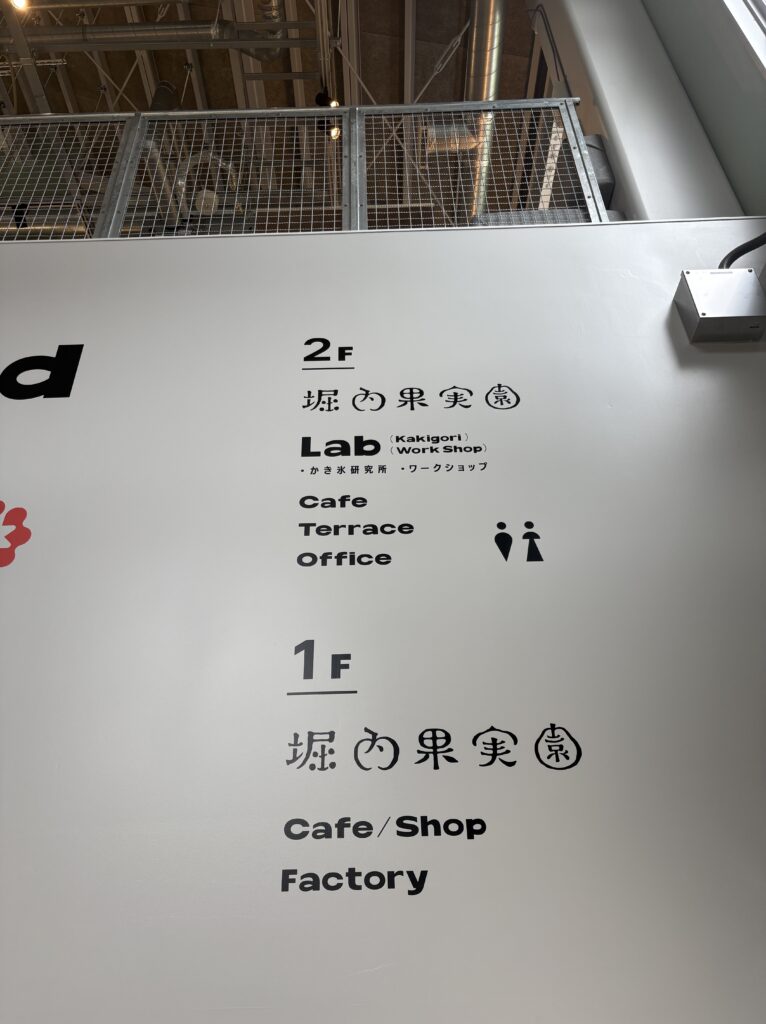 d
2F
堀内果実園
Lab (Kakigori) (Work Shop)
・かき氷研究所 ・ワークショップ
Cafe
Terrace
Office
1F
堀内果実園
Cafe/Shop
Factory